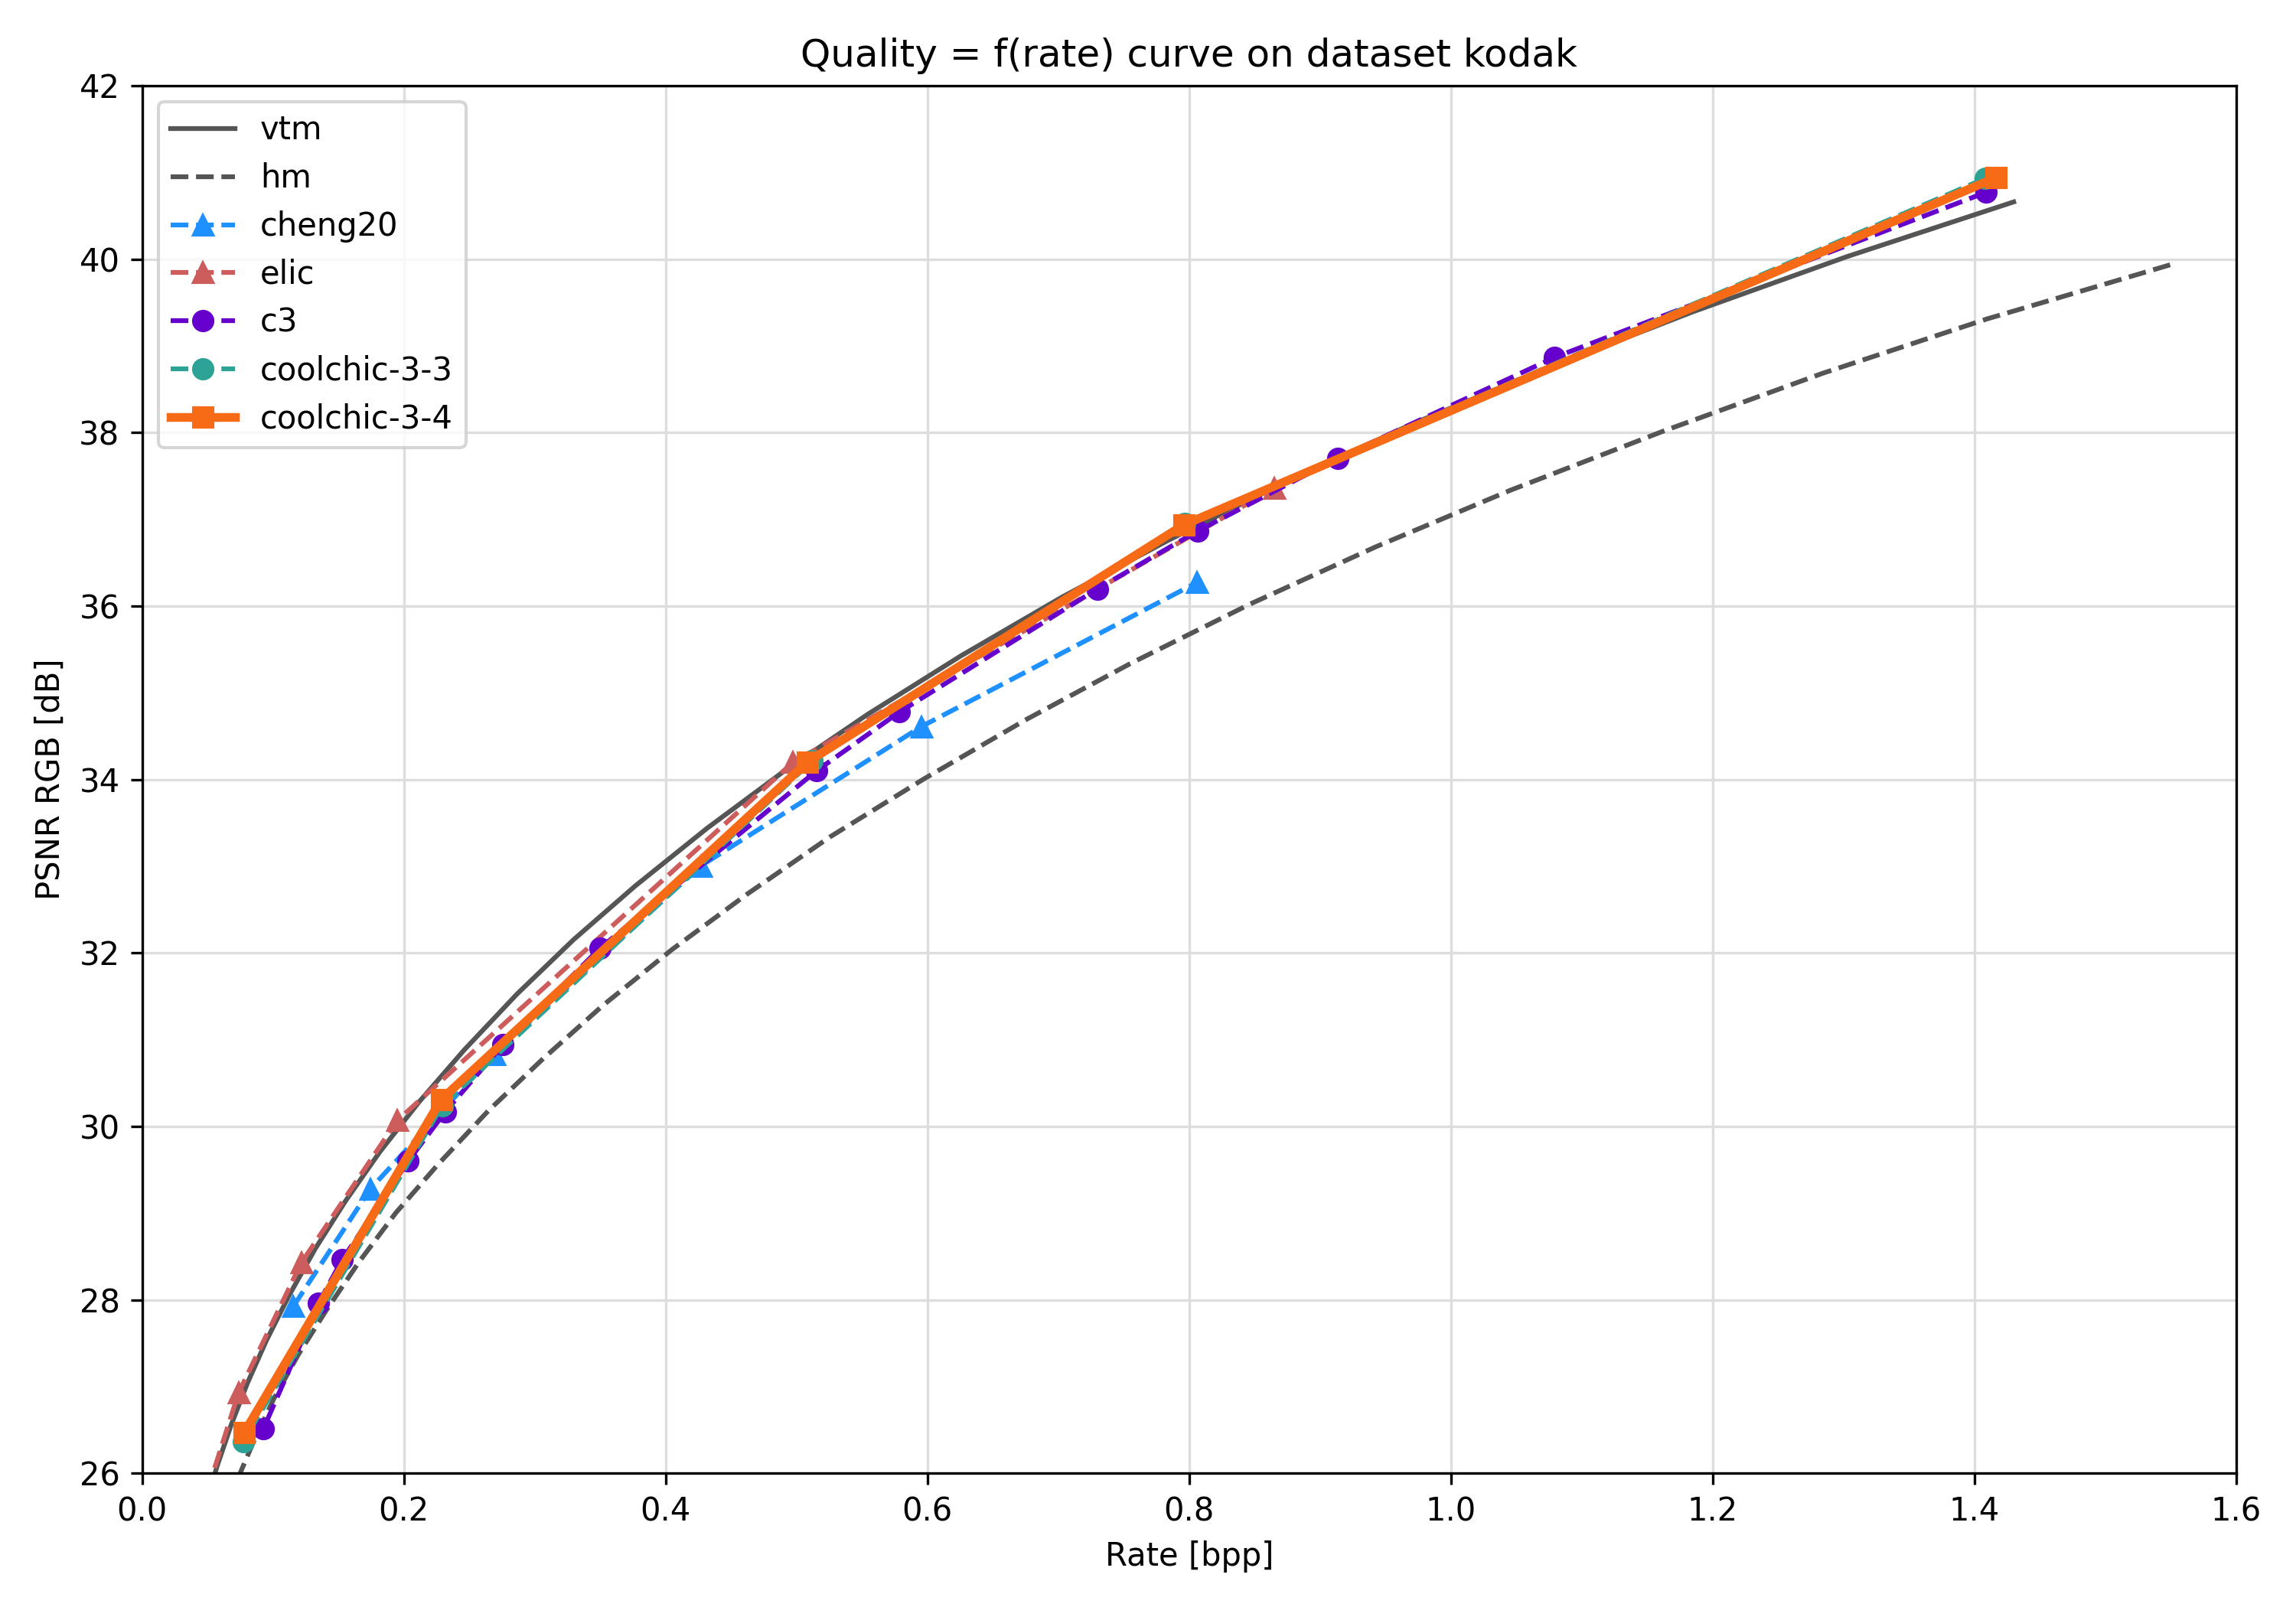 Quality = f(rate) curve on dataset kodak
42
40
38
36
34
32
30
28
26
PSNR RGB [dB]
vtm
hm
cheng20
elic
c3
coolchic-3-3
coolchic-3-4
0.0 0.2 0.4 0.6 0.8 1.0 1.2 1.4 1.6
Rate [bpp]